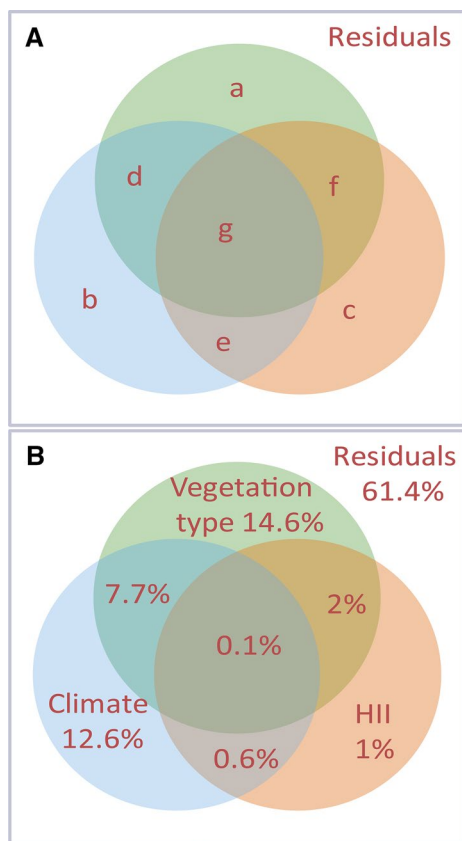 A
Residuals
a
d
f
g
b
c
e
B
Residuals
61.4%
Vegetation
type 14.6%
7.7%
2%
0.1%
Climate
12.6%
HII
1%
0.6%